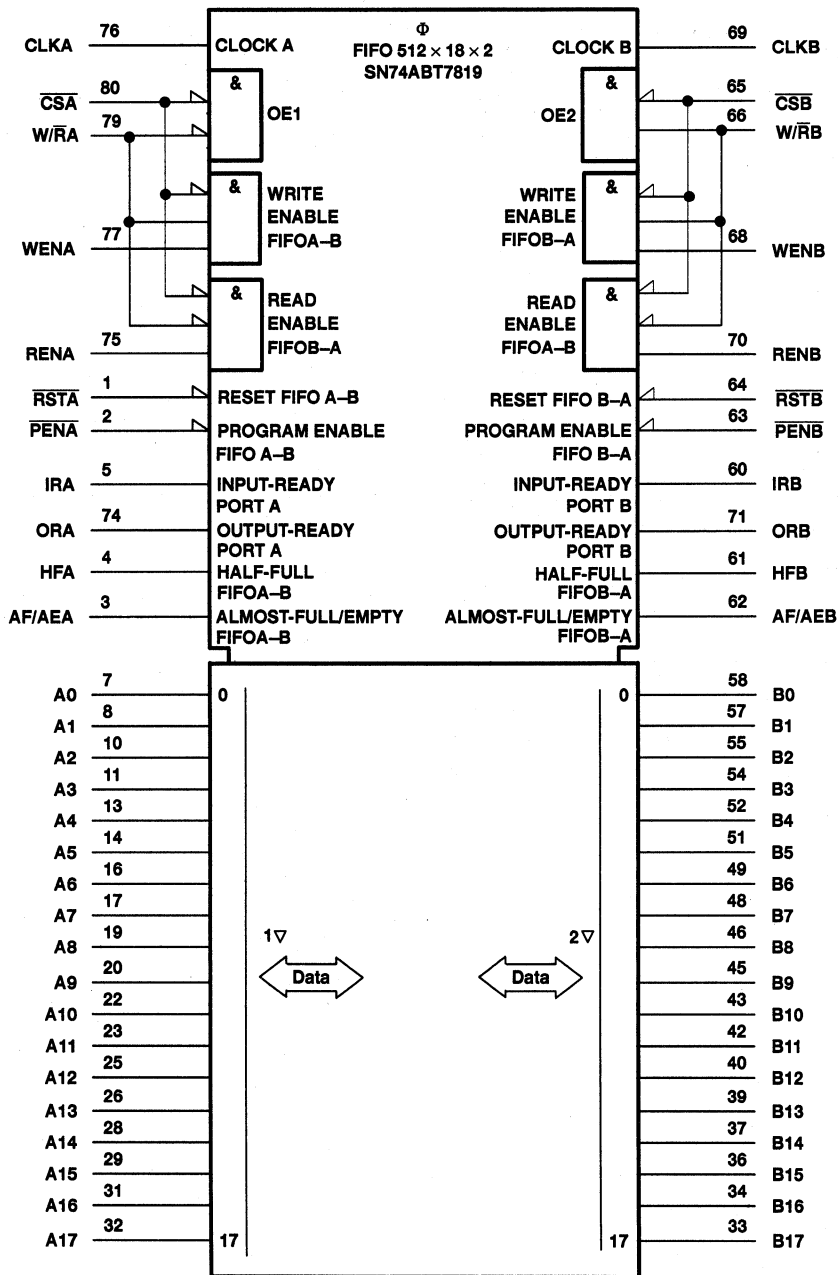 Φ
FIFO 512 × 18 × 2
SN74ABT7819
CLKA 76 CLOCK A
CLOCK B 69 CLKB
CSA 80
& OE1
W/RA 79
65 CSB
& OE2
66 W/RB
& WRITE
ENABLE
FIFOA–B
WENA 77
WRITE &
ENABLE
FIFOB–A
68 WENB
& READ
ENABLE
FIFOB–A
RENA 75
READ &
ENABLE
FIFOA–B
70 RENB
RSTA 1 RESET FIFO A–B
RESET FIFO B–A 64 RSTB
PENA 2 PROGRAM ENABLE
FIFO A–B
PROGRAM ENABLE 63 PENB
FIFO B–A
IRA 5 INPUT-READY
PORT A
INPUT-READY 60 IRB
PORT B
ORA 74 OUTPUT-READY
PORT A
OUTPUT-READY 71 ORB
PORT B
HFA 4 HALF-FULL
FIFOA–B
HALF-FULL 61 HFB
FIFOB–A
AF/AEA 3 ALMOST-FULL/EMPTY
FIFOA–B
ALMOST-FULL/EMPTY 62 AF/AEB
FIFOB–A
A0 7 0 0 58 B0
A1 8 57 B1
A2 10 55 B2
A3 11 54 B3
A4 13 52 B4
A5 14 51 B5
A6 16 49 B6
A7 17 48 B7
1▽ 2▽
A8 19 46 B8
Data Data
A9 20 45 B9
A10 22 43 B10
A11 23 42 B11
A12 25 40 B12
A13 26 39 B13
A14 28 37 B14
A15 29 36 B15
A16 31 34 B16
A17 32 17 17 33 B17